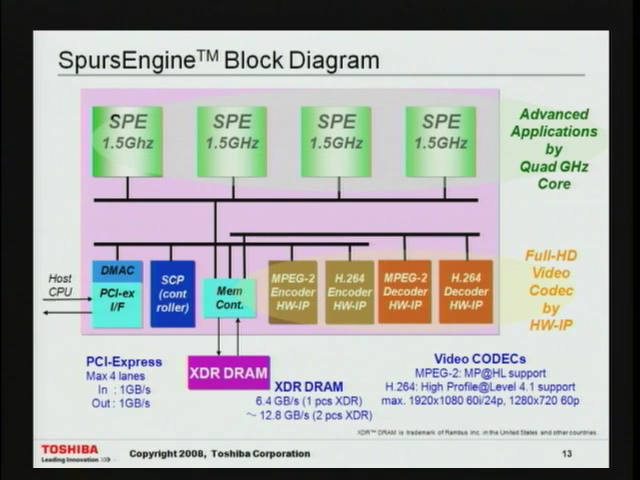 SpursEngine™ Block Diagram
SPE
1.5Ghz
SPE
1.5GHz
SPE
1.5GHz
SPE
1.5GHz
Advanced
Applications
by
Quad GHz
Core
Host
CPU
DMAC
PCI-ex
I/F
SCP
(cont
roller)
Mem
Cont.
MPEG-2
Encoder
HW-IP
H.264
Encoder
HW-IP
MPEG-2
Decoder
HW-IP
H.264
Decoder
HW-IP
Full-HD
Video
Codec
by
HW-IP
XDR DRAM
PCI-Express
Max 4 lanes
In : 1GB/s
Out : 1GB/s
XDR DRAM
6.4 GB/s (1 pcs XDR)
～ 12.8 GB/s (2 pcs XDR)
Video CODECs
MPEG-2: MP@HL support
H.264: High Profile@Level 4.1 support
max. 1920x1080 60i/24p, 1280x720 60p
XDR™ DRAM is trademark of Rambus Inc. in the United States and other countries.
TOSHIBA
Leading Innovation >>>
Copyright 2008, Toshiba Corporation
13